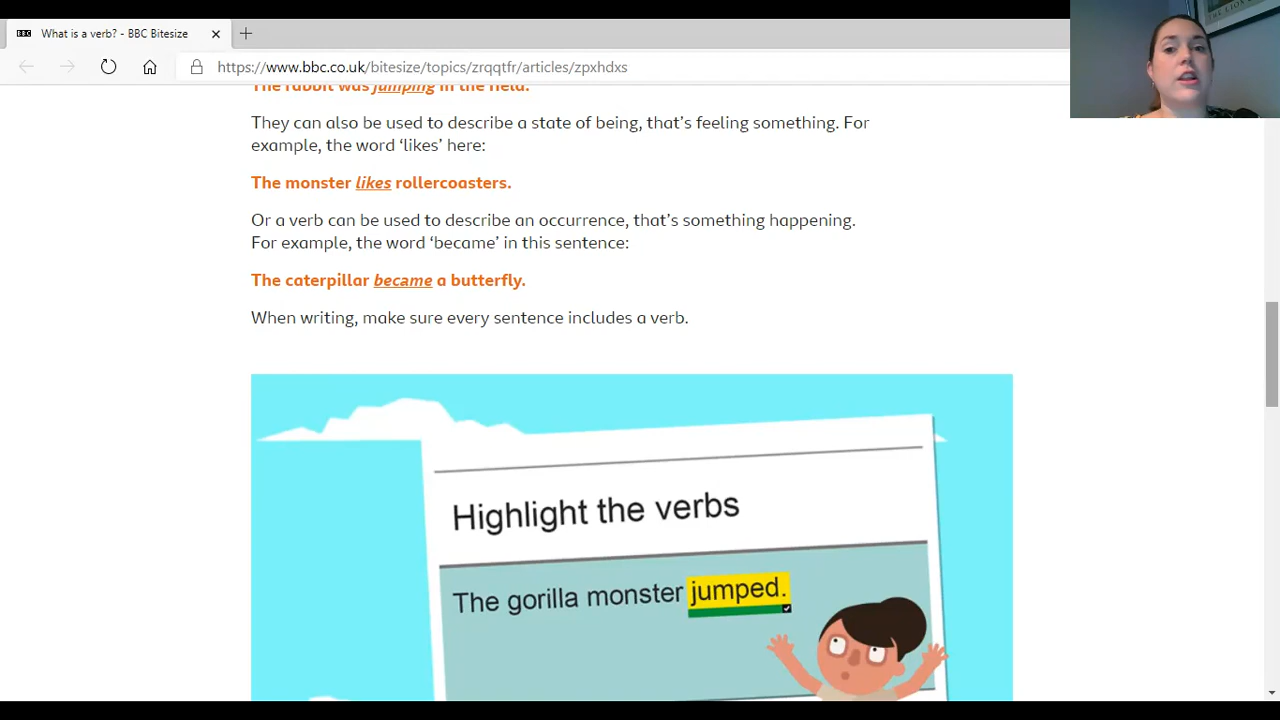 What is a verb? - BBC Bitesize
https://www.bbc.co.uk/bitesize/topics/zrqqtfr/articles/zpxhdxs
The rabbit was jumping in the field.
They can also be used to describe a state of being, that's feeling something. For
example, the word ‘likes’ here:
The monster likes rollercoasters.
Or a verb can be used to describe an occurrence, that's something happening.
For example, the word ‘became’ in this sentence:
The caterpillar became a butterfly.
When writing, make sure every sentence includes a verb.
Highlight the verbs
The gorilla monster jumped.